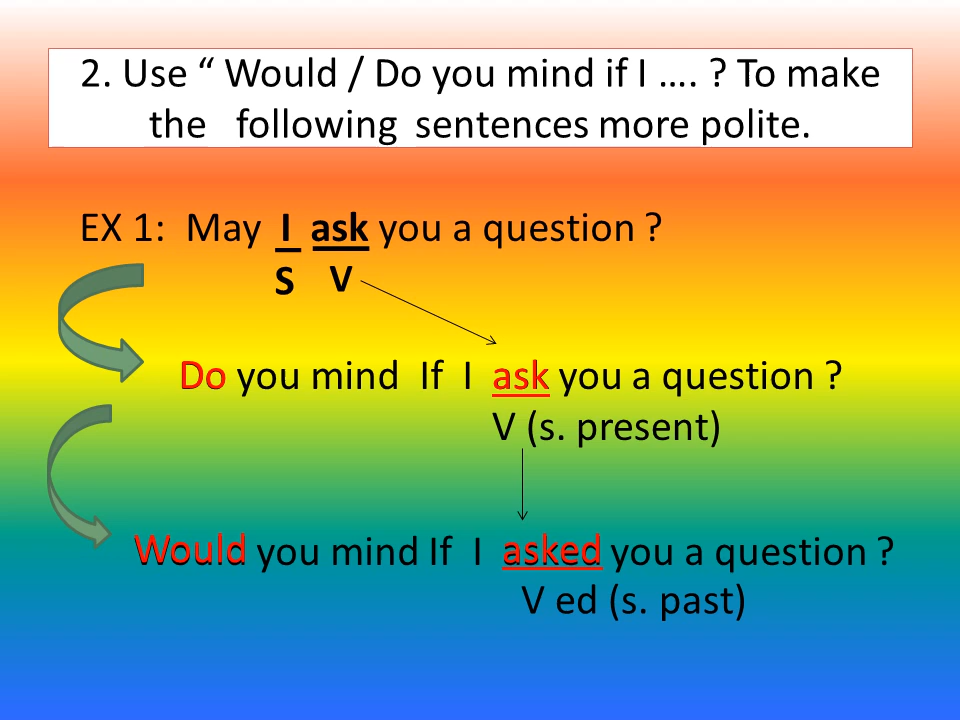 2. Use “ Would / Do you mind if I …. ? To make
the following sentences more polite.
EX 1: May I ask you a question ?
S V
Do you mind If I ask you a question ?
V (s. present)
Would you mind If I asked you a question ?
V ed (s. past)